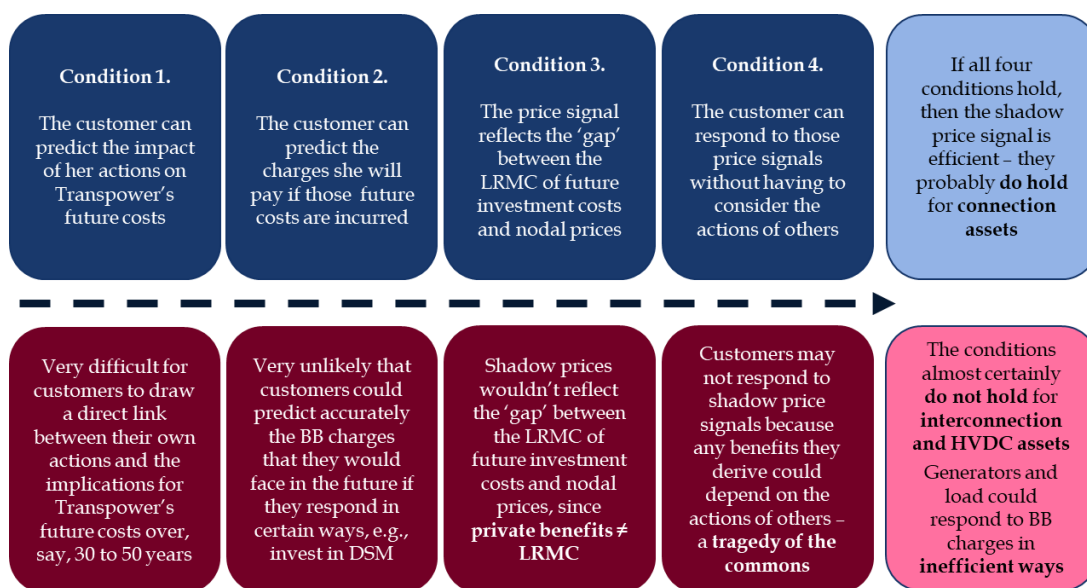 Condition 1.
The customer can
predict the impact
of her actions on
Transpower's
future costs
Condition 2.
The customer can
predict the
charges she will
pay if those future
costs are incurred
Condition 3.
The price signal
reflects the 'gap'
between the
LRMC of future
investment costs
and nodal prices
Condition 4.
The customer can
respond to those
price signals
without having to
consider the
actions of others
If all four
conditions hold,
then the shadow
price signal is
efficient – they
probably do hold
for connection
assets
Very difficult for
customers to draw
a direct link
between their own
actions and the
implications for
Transpower's
future costs over,
say, 30 to 50 years
Very unlikely that
customers could
predict accurately
the BB charges
that they would
face in the future if
they respond in
certain ways, e.g.,
invest in DSM
Shadow prices
wouldn't reflect
the 'gap' between
the LRMC of
future investment
costs and nodal
prices, since
private benefits ≠
LRMC
Customers may
not respond to
shadow price
signals because
any benefits they
derive could
depend on the
actions of others –
a tragedy of the
commons
The conditions
almost certainly
do not hold for
interconnection
and HVDC assets
Generators and
load could
respond to BB
charges in
inefficient ways